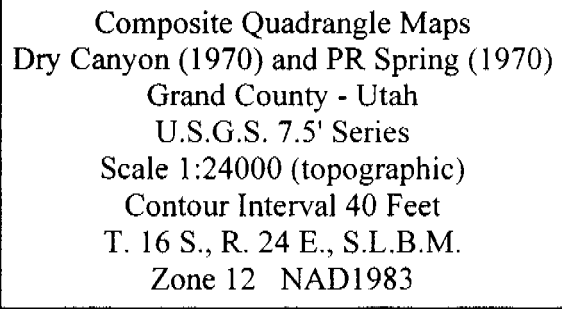 Composite Quadrangle Maps
Dry Canyon (1970) and PR Spring (1970)
Grand County - Utah
U.S.G.S. 7.5' Series
Scale 1:24000 (topographic)
Contour Interval 40 Feet
T. 16 S., R. 24 E., S.L.B.M.
Zone 12 NAD1983